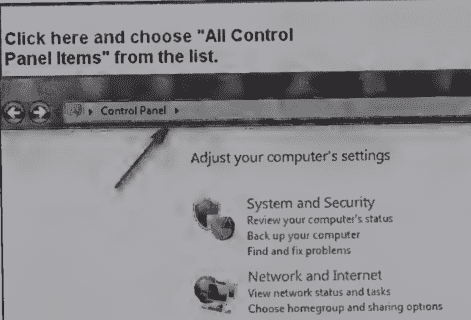 Click here and choose "All Control
Panel Items" from the list.
Control Panel
Adjust your computer's settings
System and Security
Review your computer's status
Back up your computer
Find and fix problems
Network and Internet
View network status and tasks
Choose homegroup and sharing options